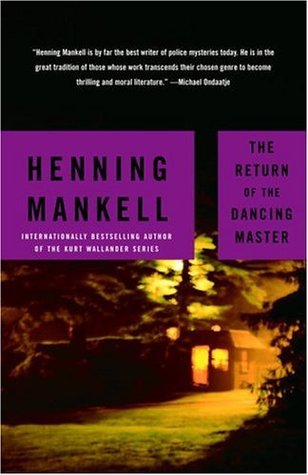 "Henning Mankell is by far the best writer of police mysteries today. He is in the
great tradition of those whose work transcends their chosen genre to become
thrilling and moral literature." —Michael Ondaatje
HENNING
MANKELL
INTERNATIONALLY BESTSELLING AUTHOR
OF THE KURT WALLANDER SERIES
THE
RETURN
OF THE
DANCING
MASTER